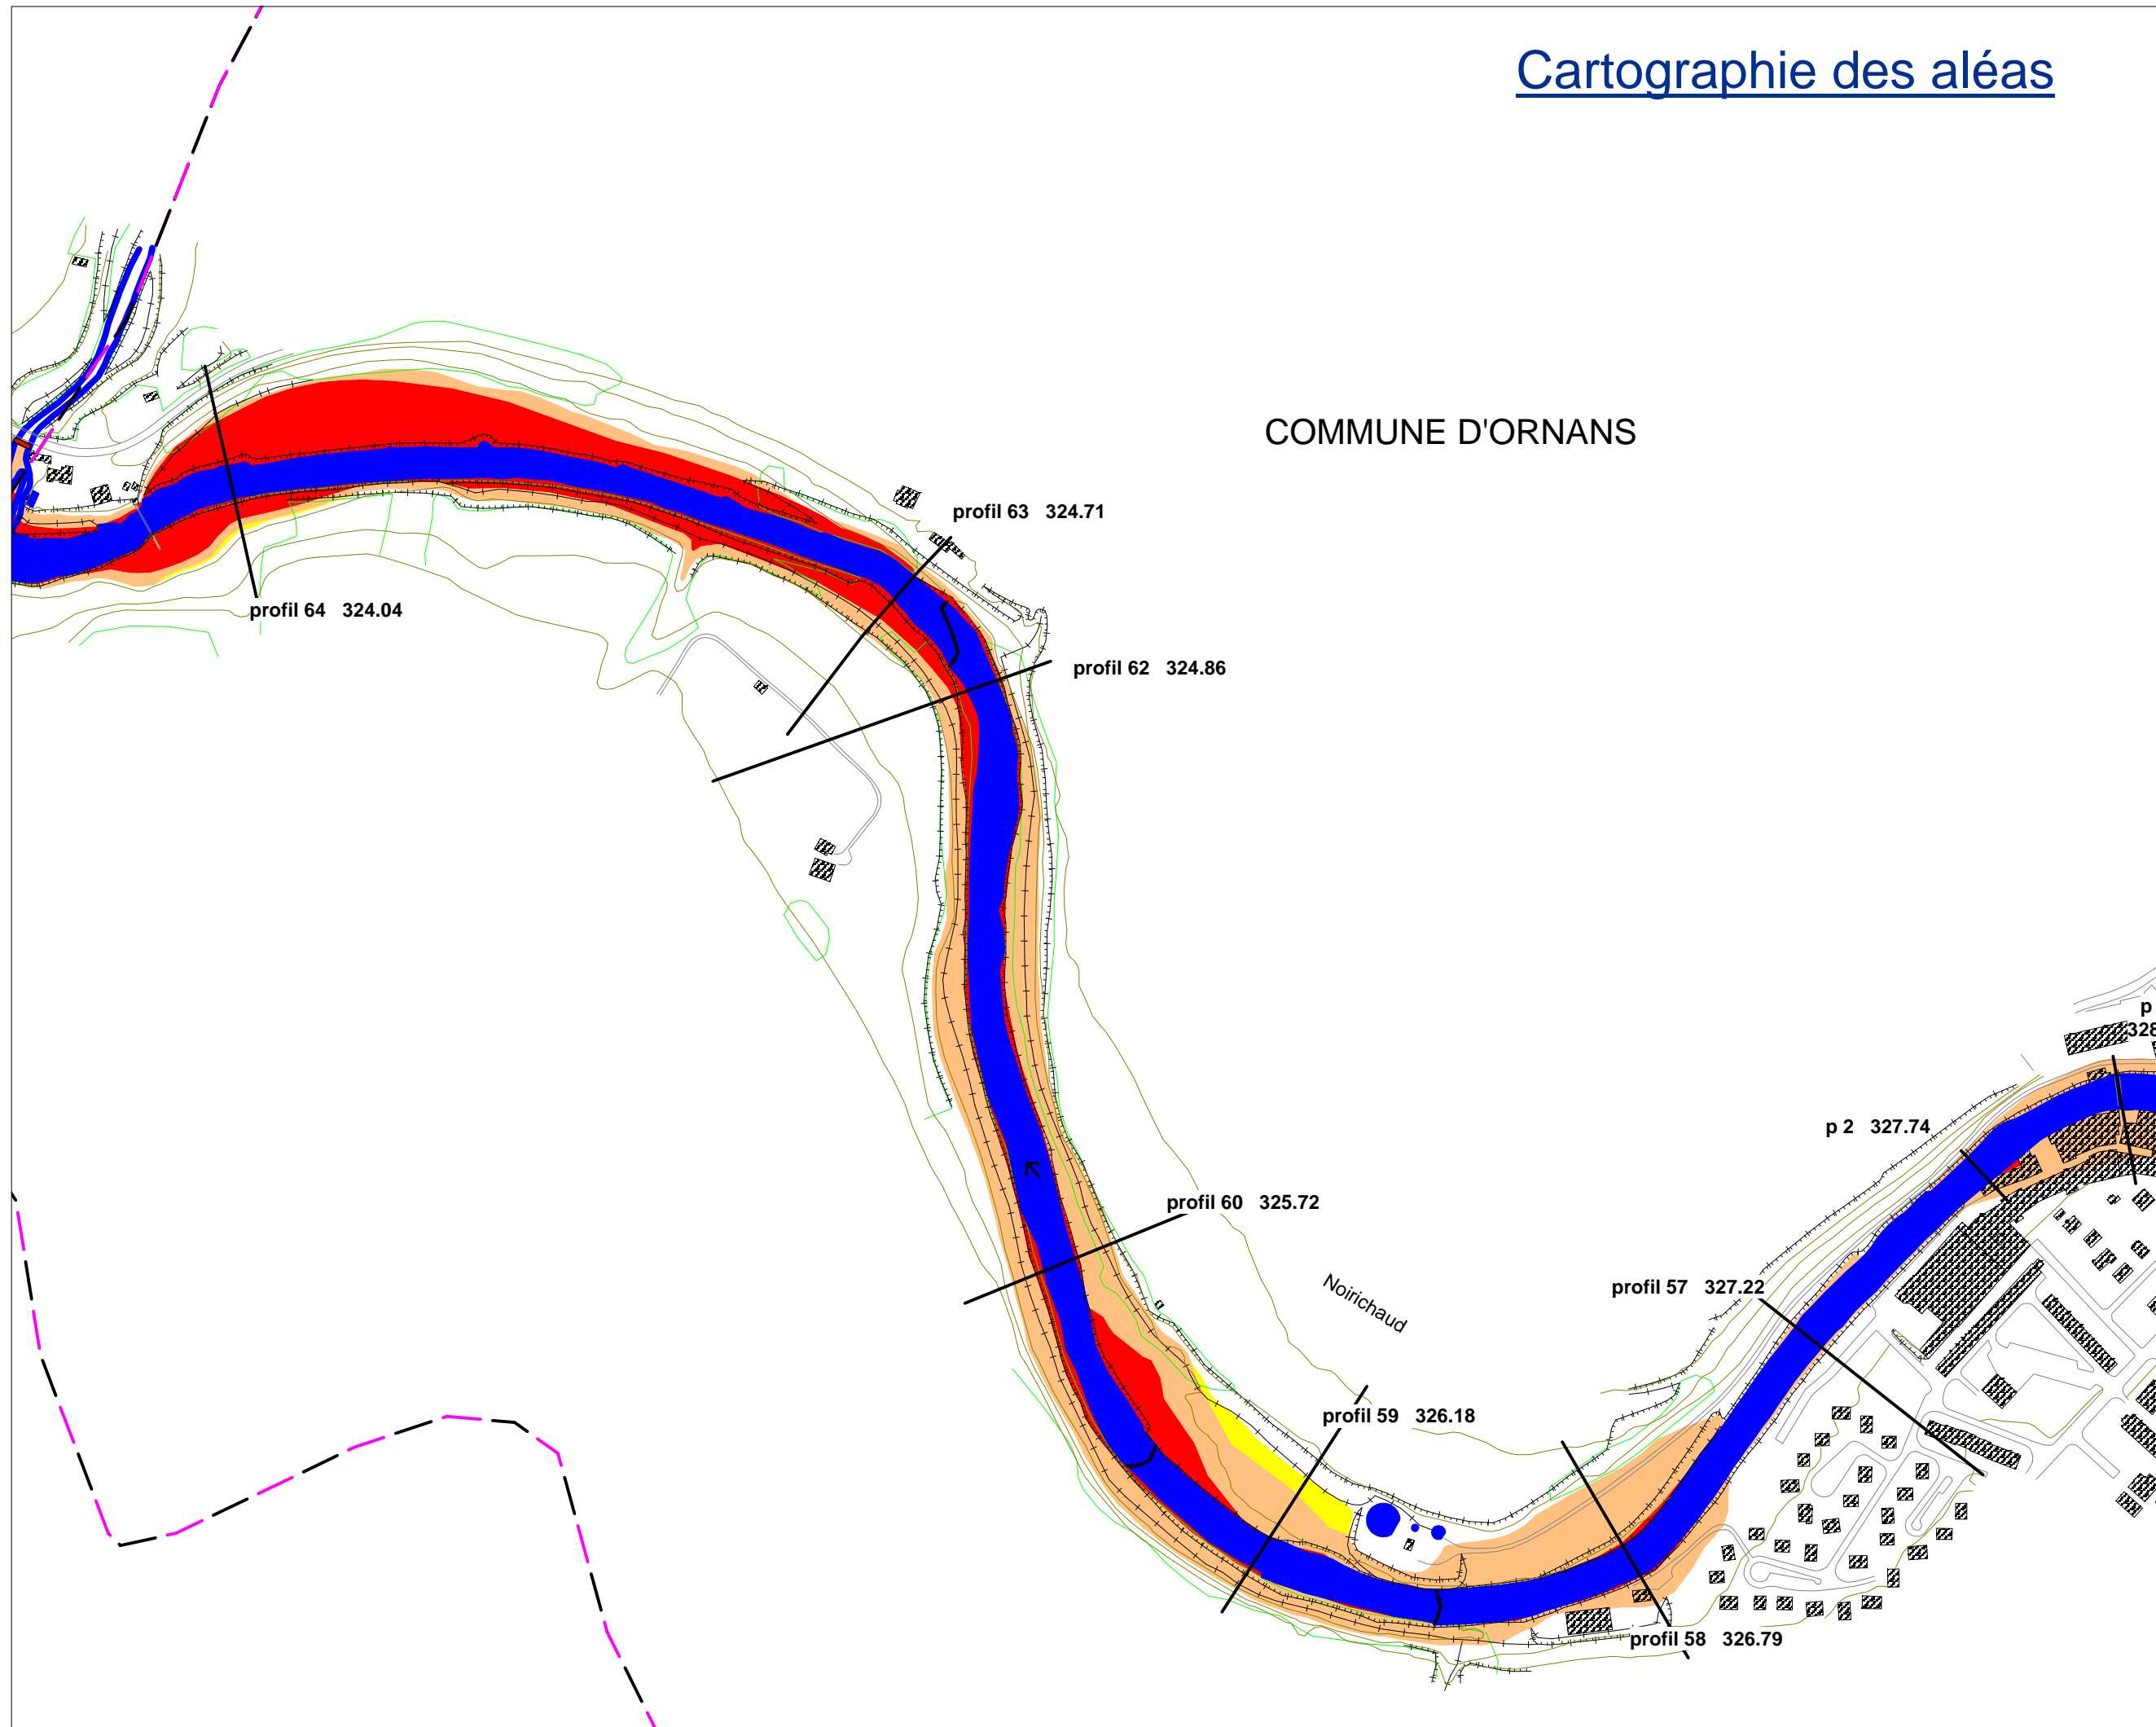 Cartographie des aléas
COMMUNE D'ORNANS
profil 63 324.71
profil 64 324.04
profil 62 324.86
p
328
p 2 327.74
profil 60 325.72
profil 57 327.22
Noirichaud
profil 59 326.18
profil 58 326.79